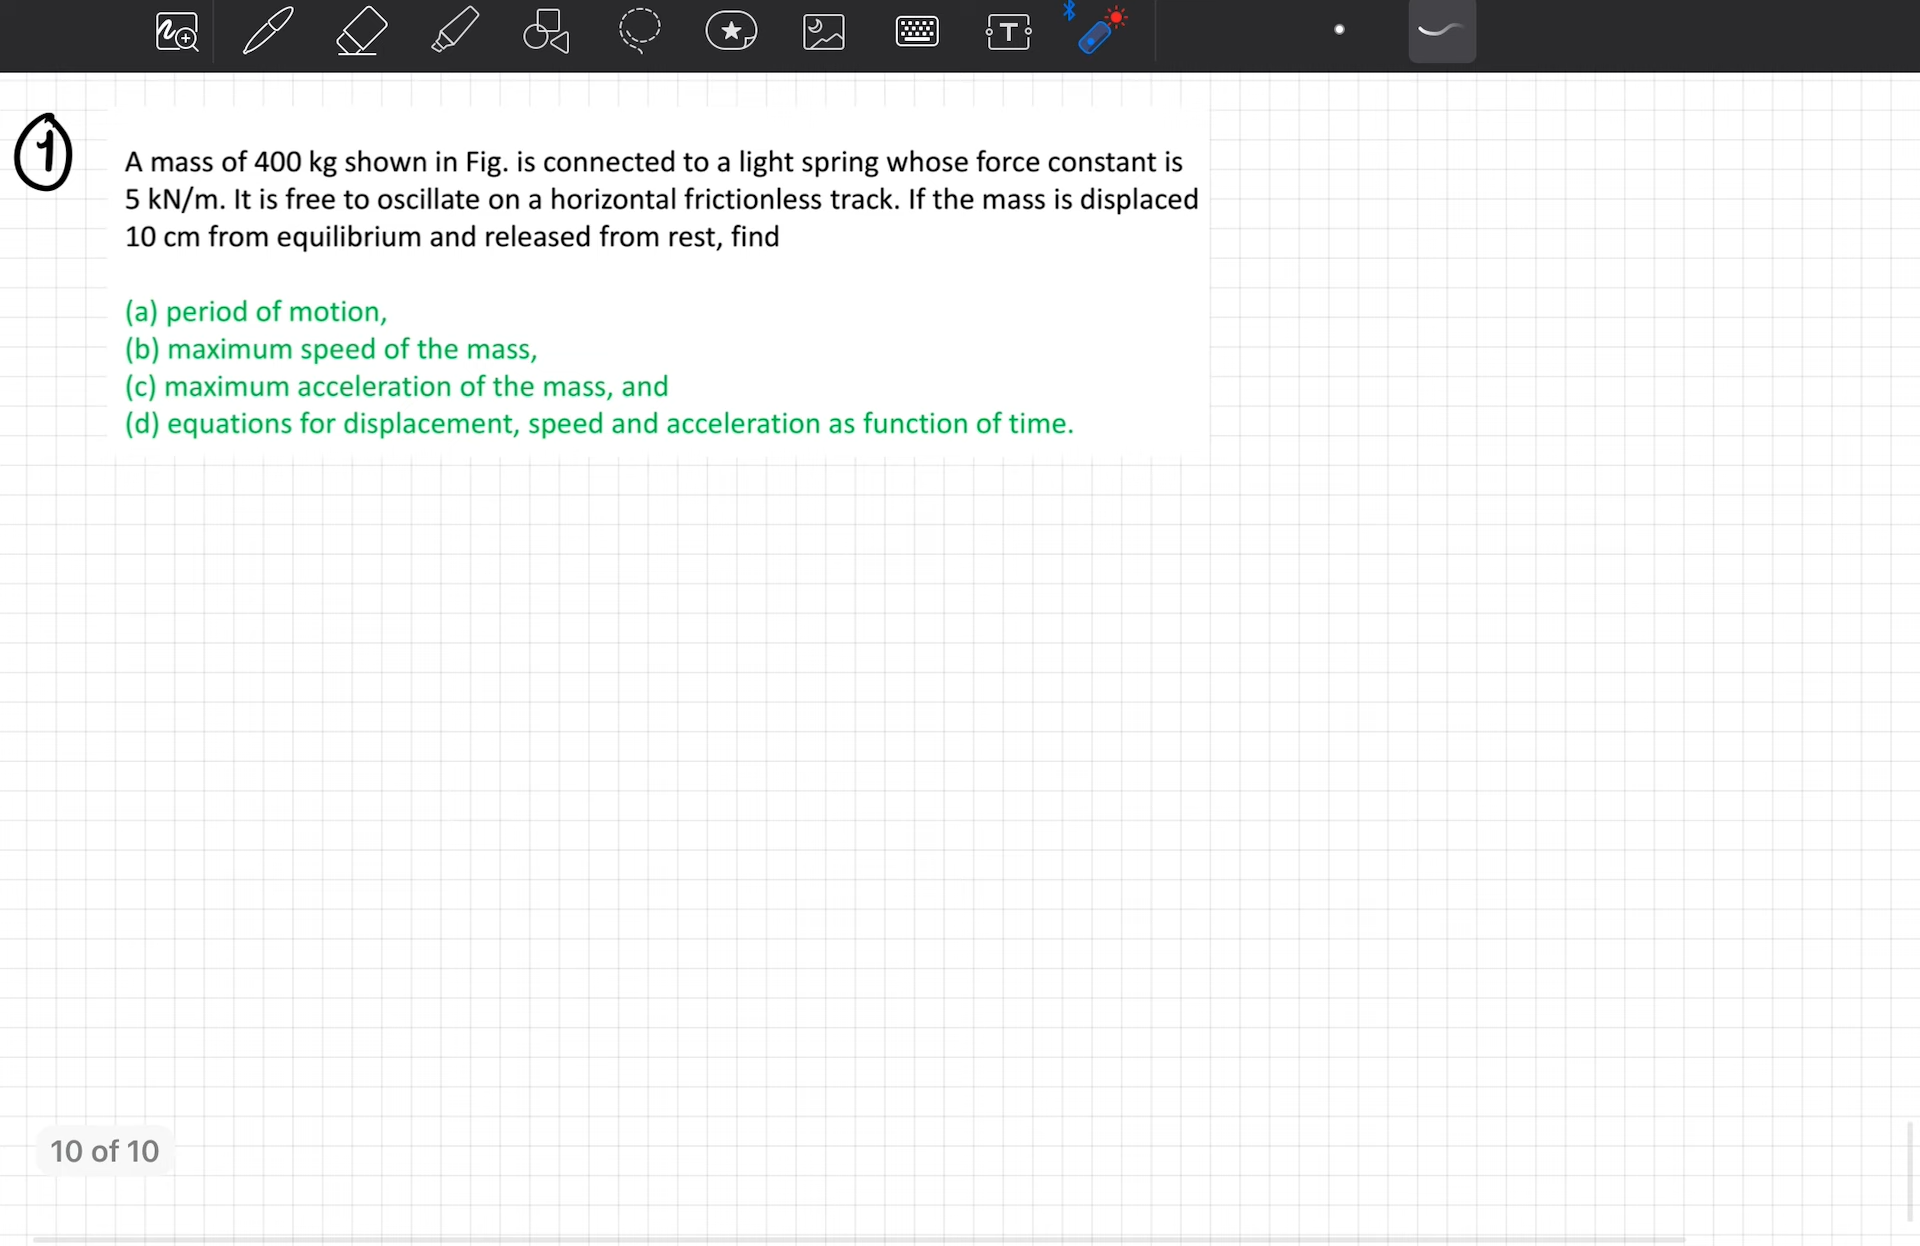 T
1
A mass of 400 kg shown in Fig. is connected to a light spring whose force constant is
5 kN/m. It is free to oscillate on a horizontal frictionless track. If the mass is displaced
10 cm from equilibrium and released from rest, find
(a) period of motion,
(b) maximum speed of the mass,
(c) maximum acceleration of the mass, and
(d) equations for displacement, speed and acceleration as function of time.
10 of 10